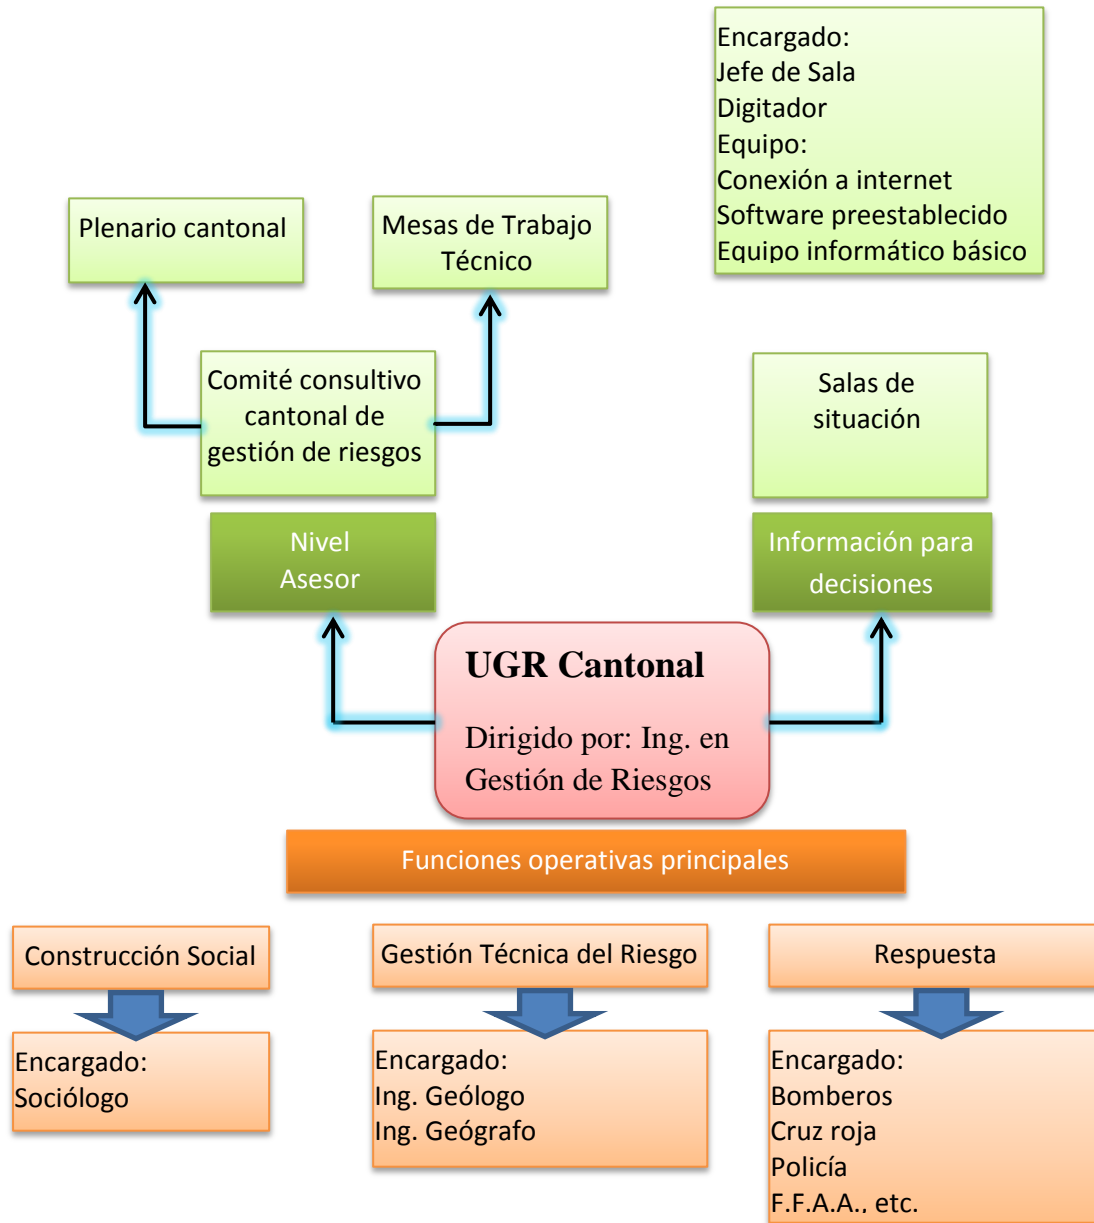 Encargado:
Jefe de Sala
Digitador
Equipo:
Conexión a internet
Software preestablecido
Equipo informático básico
Plenario cantonal
Mesas de Trabajo
Técnico
Comité consultivo
cantonal de
gestión de riesgos
Salas de
situación
Nivel
Asesor
Información para
decisiones
UGR Cantonal
Dirigido por: Ing. en
Gestión de Riesgos
Funciones operativas principales
Construcción Social
Gestión Técnica del Riesgo
Respuesta
Encargado:
Sociólogo
Encargado:
Ing. Geólogo
Ing. Geógrafo
Encargado:
Bomberos
Cruz roja
Policía
F.F.A.A., etc.